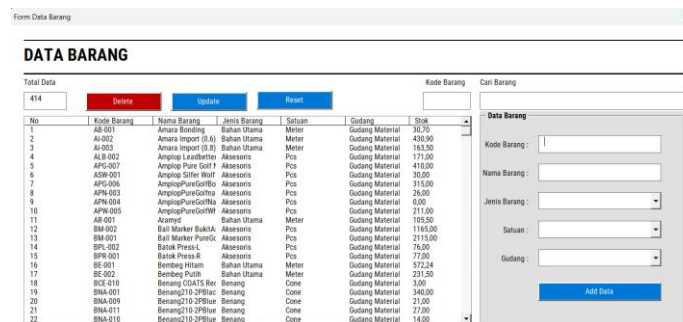 Form Data Barang
DATA BARANG
Total Data
Kode Barang
Cari Barang
414
Delete
Update
Reset
No Kode Barang Nama Barang Jenis Barang Satuan Gudang Stok
1 AB-001 Amara Bonding Bahan Utama Meter Gudang Material 30,70
2 AI-002 Amara Import (0.6) Bahan Utama Meter Gudang Material 430,90
3 AI-003 Amara Import (0.8) Bahan Utama Meter Gudang Material 163,50
4 ALB-002 Amplop Leadbetter Aksesoris Pcs Gudang Material 171,00
5 APG-007 Amplop Pure Golf Aksesoris Pcs Gudang Material 410,00
6 ASW-001 Amplop Silfer Wolf Aksesoris Pcs Gudang Material 30,00
7 APG-006 AmplopPureGolfBo Aksesoris Pcs Gudang Material 315,00
8 APN-003 AmplopPureGolfna Aksesoris Pcs Gudang Material 26,00
9 APN-004 AmplopPureGolfNa Aksesoris Pcs Gudang Material 0,00
10 APW-005 AmplopPureGolfWh Aksesoris Pcs Gudang Material 211,00
11 AR-001 Aramyd Bahan Utama Meter Gudang Material 105,50
12 BM-002 Ball Marker BukitA Aksesoris Pcs Gudang Material 1165,00
13 BM-001 Ball Marker PureGo Aksesoris Pcs Gudang Material 2115,00
14 BPL-002 Batok Press-L Aksesoris Pcs Gudang Material 76,00
15 BPR-001 Batok Press-R Aksesoris Pcs Gudang Material 77,00
16 BE-001 Bembeg Hitam Bahan Utama Meter Gudang Material 572,24
17 BE-002 Bembeg Putih Bahan Utama Meter Gudang Material 231,50
18 BCE-010 Benang COATS Rec Benang Cone Gudang Material 3,00
19 BNA-001 Benang210-2PBlac Benang Cone Gudang Material 340,00
20 BNA-009 Benang210-2PBlue Benang Cone Gudang Material 21,00
21 BNA-011 Benang210-2PBlue Benang Cone Gudang Material 27,00
22 BNA-010 Benang210-2PBlue Benang Cone Gudang Material 14,00
Data Barang
Kode Barang :
Nama Barang :
Jenis Barang :
Satuan :
Gudang :
Add Data